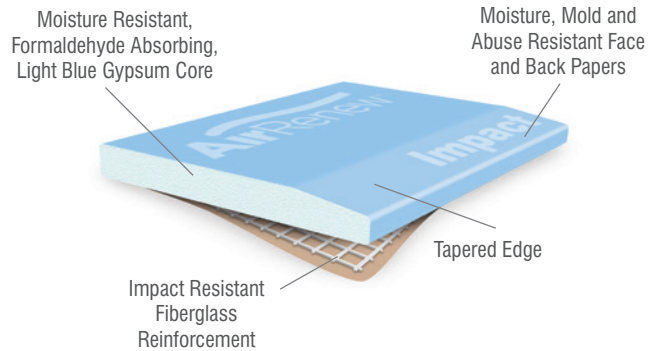 Moisture Resistant,
Formaldehyde Absorbing,
Light Blue Gypsum Core
Moisture, Mold and
Abuse Resistant Face
and Back Papers
AirRenew
Impact
Tapered Edge
Impact Resistant
Fiberglass
Reinforcement